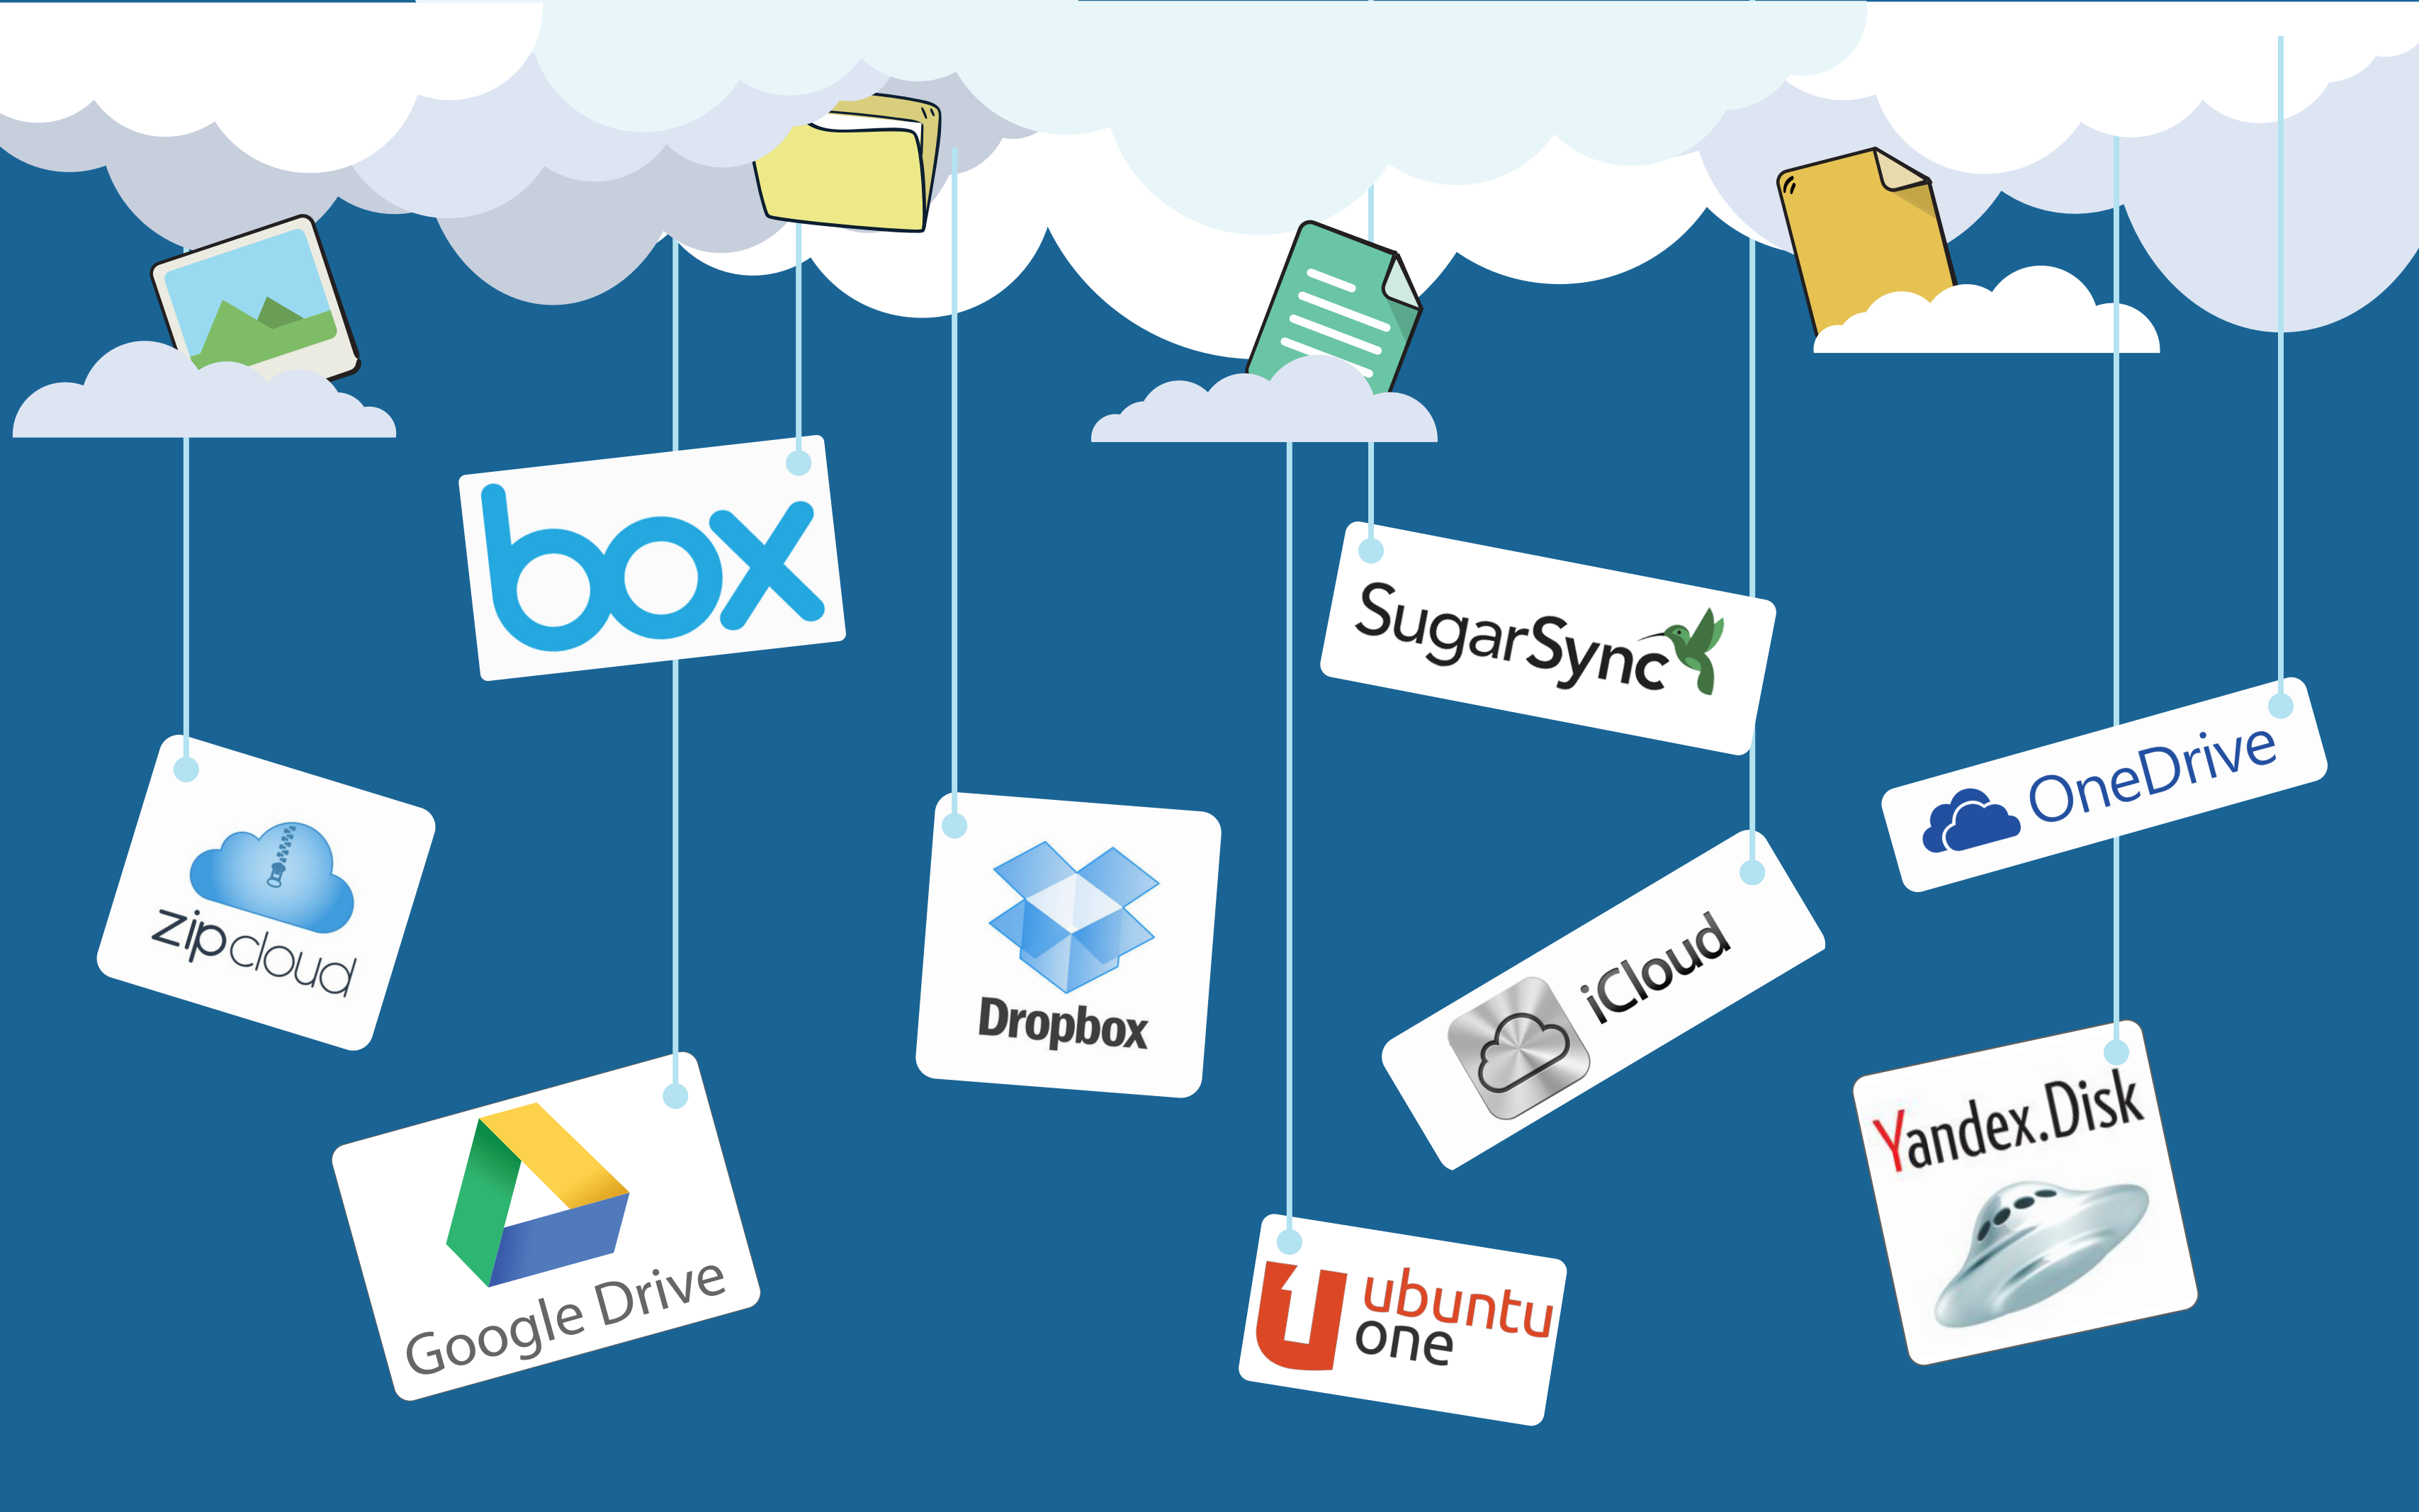 box
SugarSync
OneDrive
zipcloud
Dropbox
iCloud
Yandex.Disk
Google Drive
ubuntu
one